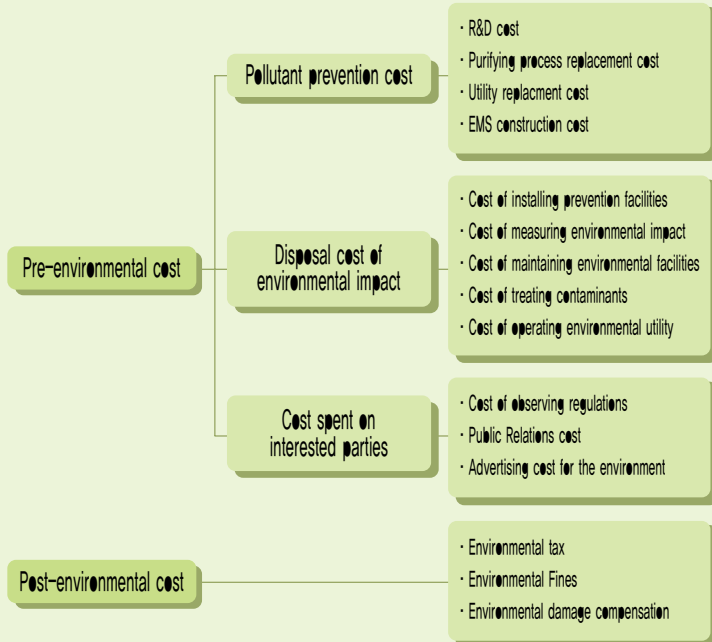 Pre-environmental cost
Pollutant prevention cost
· R&D cost
· Purifying process replacement cost
· Utility replacment cost
· EMS construction cost
Disposal cost of
environmental impact
· Cost of installing prevention facilities
· Cost of measuring environmental impact
· Cost of maintaining environmental facilities
· Cost of treating contaminants
· Cost of operating environmental utility
Cost spent on
interested parties
· Cost of observing regulations
· Public Relations cost
· Advertising cost for the environment
Post-environmental cost
· Environmental tax
· Environmental Fines
· Environmental damage compensation